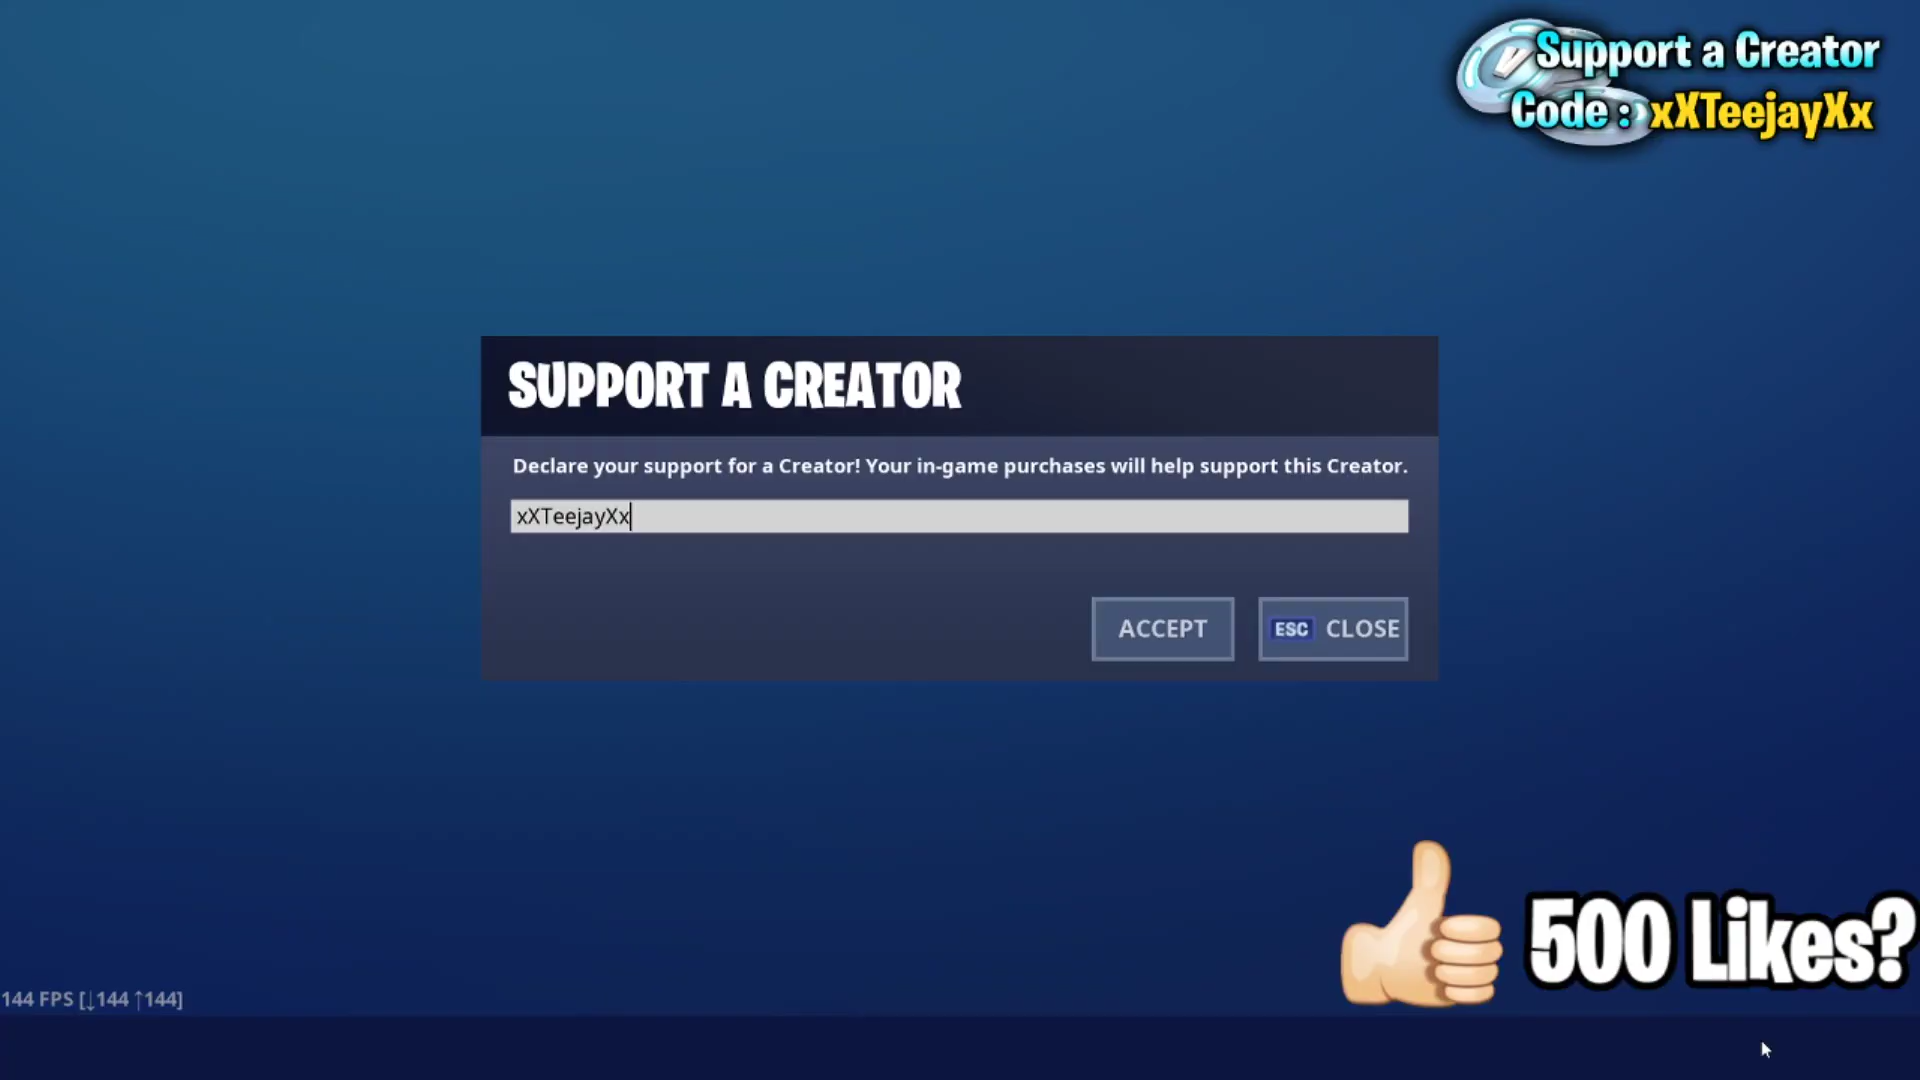 Support a Creator
Code : xXTeejayXx
SUPPORT A CREATOR
Declare your support for a Creator! Your in-game purchases will help support this Creator.
xXTeejayXx
ACCEPT
ESC CLOSE
500 Likes?
144 FPS [↓144 ↑144]